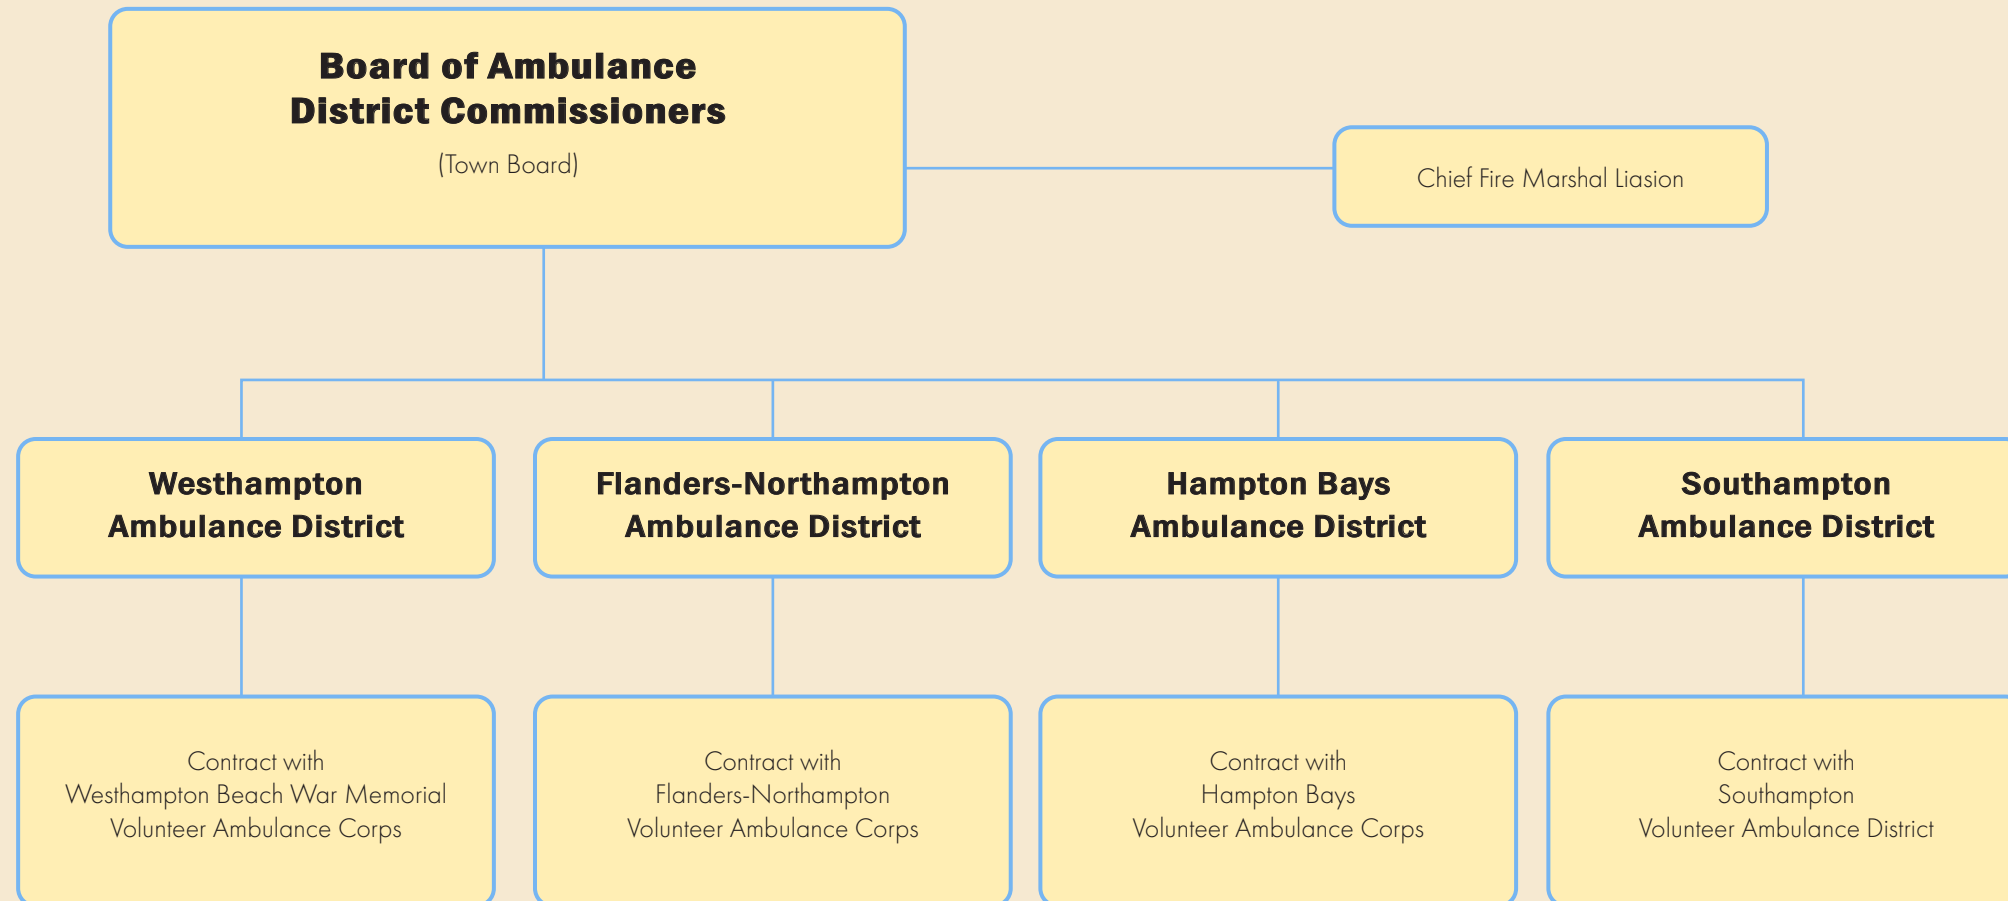 Board of Ambulance
District Commissioners
(Town Board)
Chief Fire Marshal Liasion
Westhampton
Ambulance District
Flanders-Northampton
Ambulance District
Hampton Bays
Ambulance District
Southampton
Ambulance District
Contract with
Westhampton Beach War Memorial
Volunteer Ambulance Corps
Contract with
Flanders-Northampton
Volunteer Ambulance Corps
Contract with
Hampton Bays
Volunteer Ambulance Corps
Contract with
Southampton
Volunteer Ambulance District